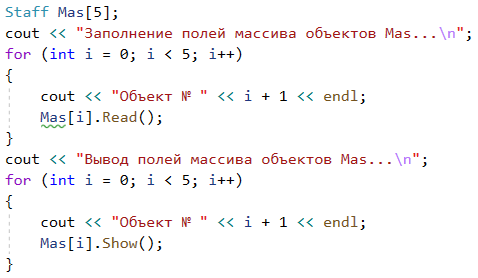 Staff Mas[5];
cout << "Заполнение полей массива объектов Mas...\n";
for (int i = 0; i < 5; i++)
{
    cout << "Объект № " << i + 1 << endl;
    Mas[i].Read();
}
cout << "Вывод полей массива объектов Mas...\n";
for (int i = 0; i < 5; i++)
{
    cout << "Объект № " << i + 1 << endl;
    Mas[i].Show();
}